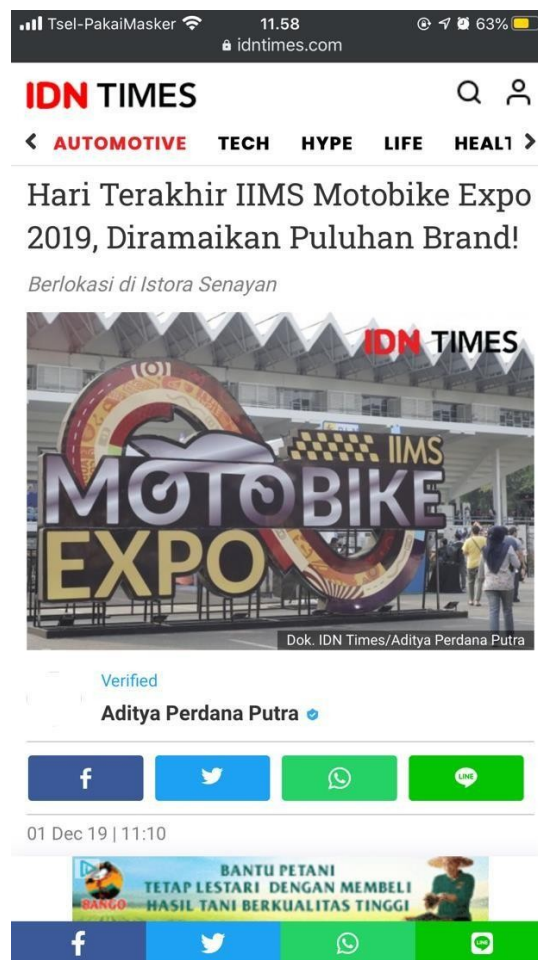 Tsel-PakaiMasker 11.58 63%
idntimes.com
IDN TIMES
AUTOMOTIVE TECH HYPE LIFE HEALT
Hari Terakhir IIMS Motobike Expo
2019, Diramaikan Puluhan Brand!
Berlokasi di Istora Senayan
IDN TIMES
IIMS
MOTOBIKE
EXPO
Dok. IDN Times/Aditya Perdana Putra
Verified
Aditya Perdana Putra
LINE
01 Dec 19 | 11:10
BANTU PETANI
TETAP LESTARI DENGAN MEMBELI
HASIL TANI BERKUALITAS TINGGI
BANGO
LINE